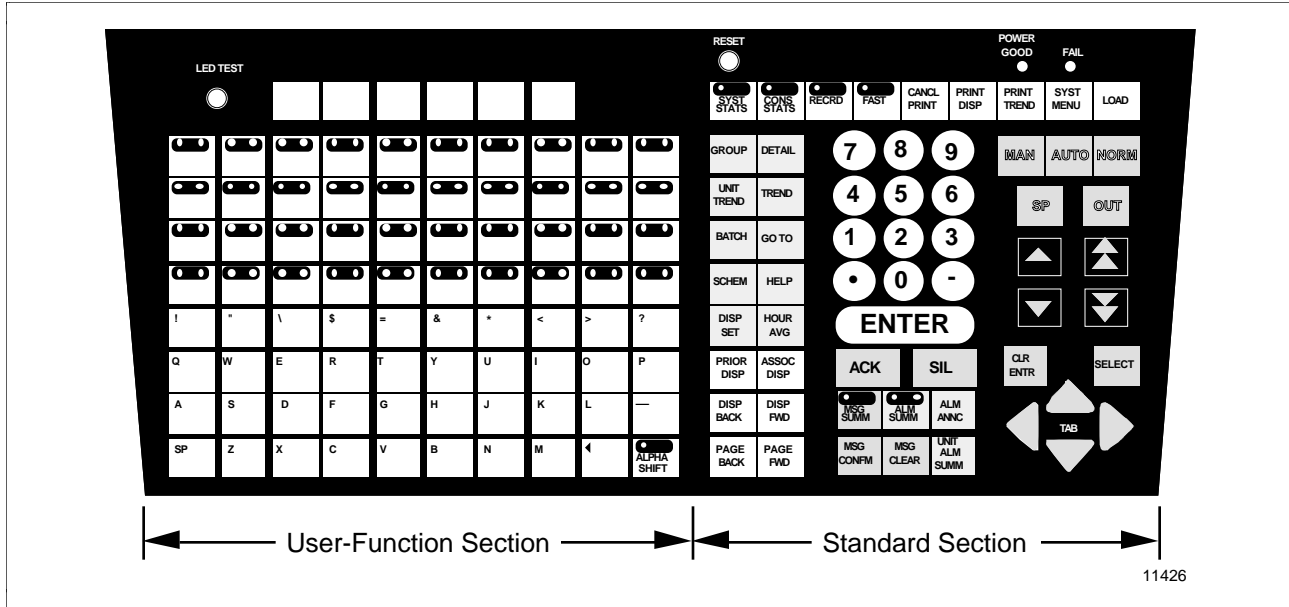 RESET
POWER
GOOD
FAIL
LED TEST
SYST
STATS
CONS
STATS
RECRD
FAST
CANCL
PRINT
PRINT
DISP
PRINT
TREND
SYST
MENU
LOAD
GROUP
DETAIL
7
8
9
MAN
AUTO
NORM
UNIT
TREND
TREND
4
5
6
SP
OUT
BATCH
GO TO
1
2
3
SCHEM
HELP
•
0
-
! " \ $ = & * < > ?
DISP
SET
HOUR
AVG
ENTER
Q W E R T Y U I O P
PRIOR
DISP
ASSOC
DISP
ACK
SIL
CLR
ENTR
SELECT
A S D F G H J K L —
DISP
BACK
DISP
FWD
MSG
SUMM
ALM
SUMM
ALM
ANNC
TAB
SP Z X C V B N M
ALPHA
SHIFT
PAGE
BACK
PAGE
FWD
MSG
CONFM
MSG
CLEAR
UNIT
ALM
SUMM
User-Function Section
Standard Section
11426